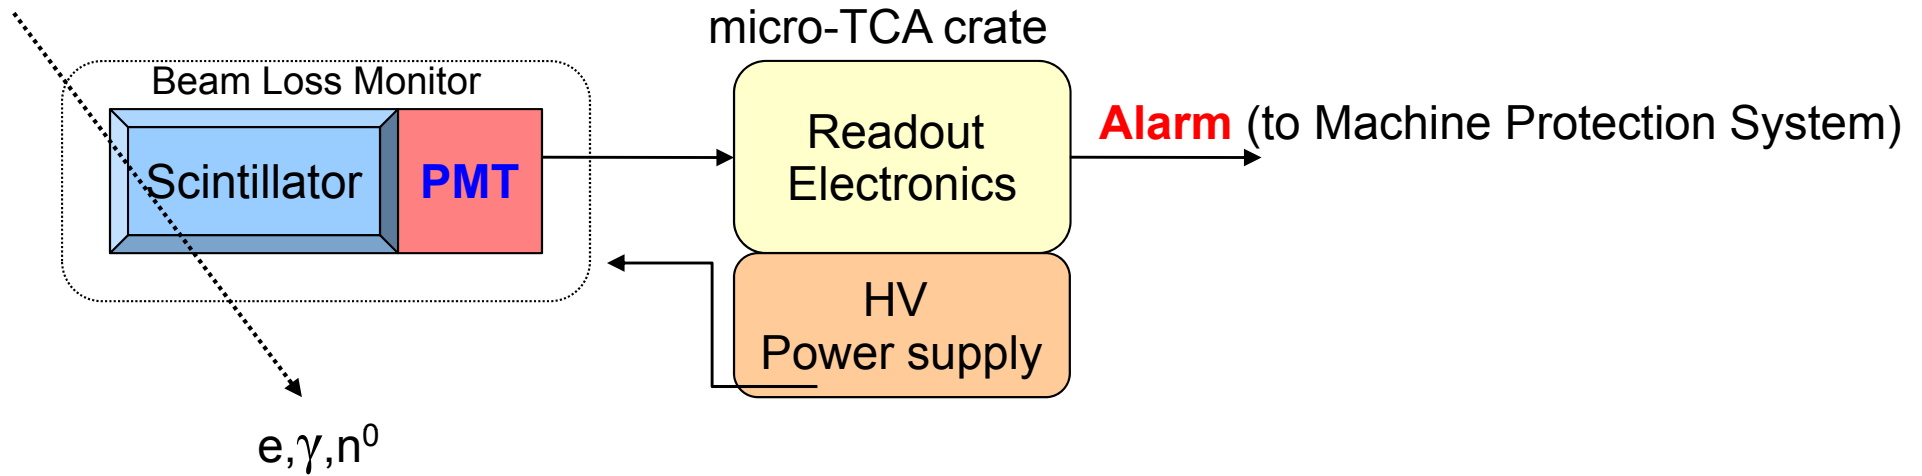 micro-TCA crate
Beam Loss Monitor
Scintillator
PMT
Readout
Electronics
Alarm (to Machine Protection System)
HV
Power supply
e,γ,n⁰